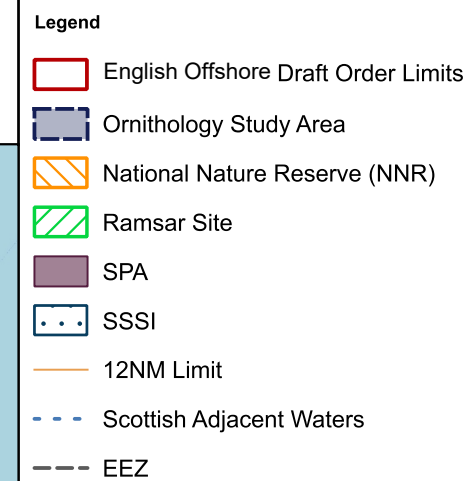 Legend
English Offshore Draft Order Limits
Ornithology Study Area
National Nature Reserve (NNR)
Ramsar Site
SPA
SSSI
12NM Limit
Scottish Adjacent Waters
EEZ